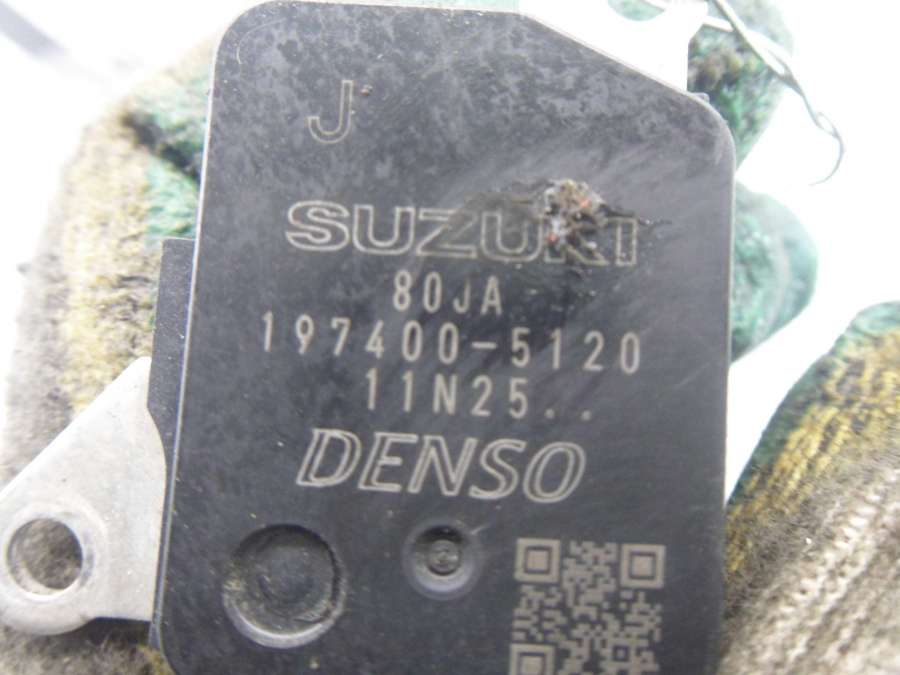 J
SUZUKI
80JA
197400-5120
11N25..
DENSO